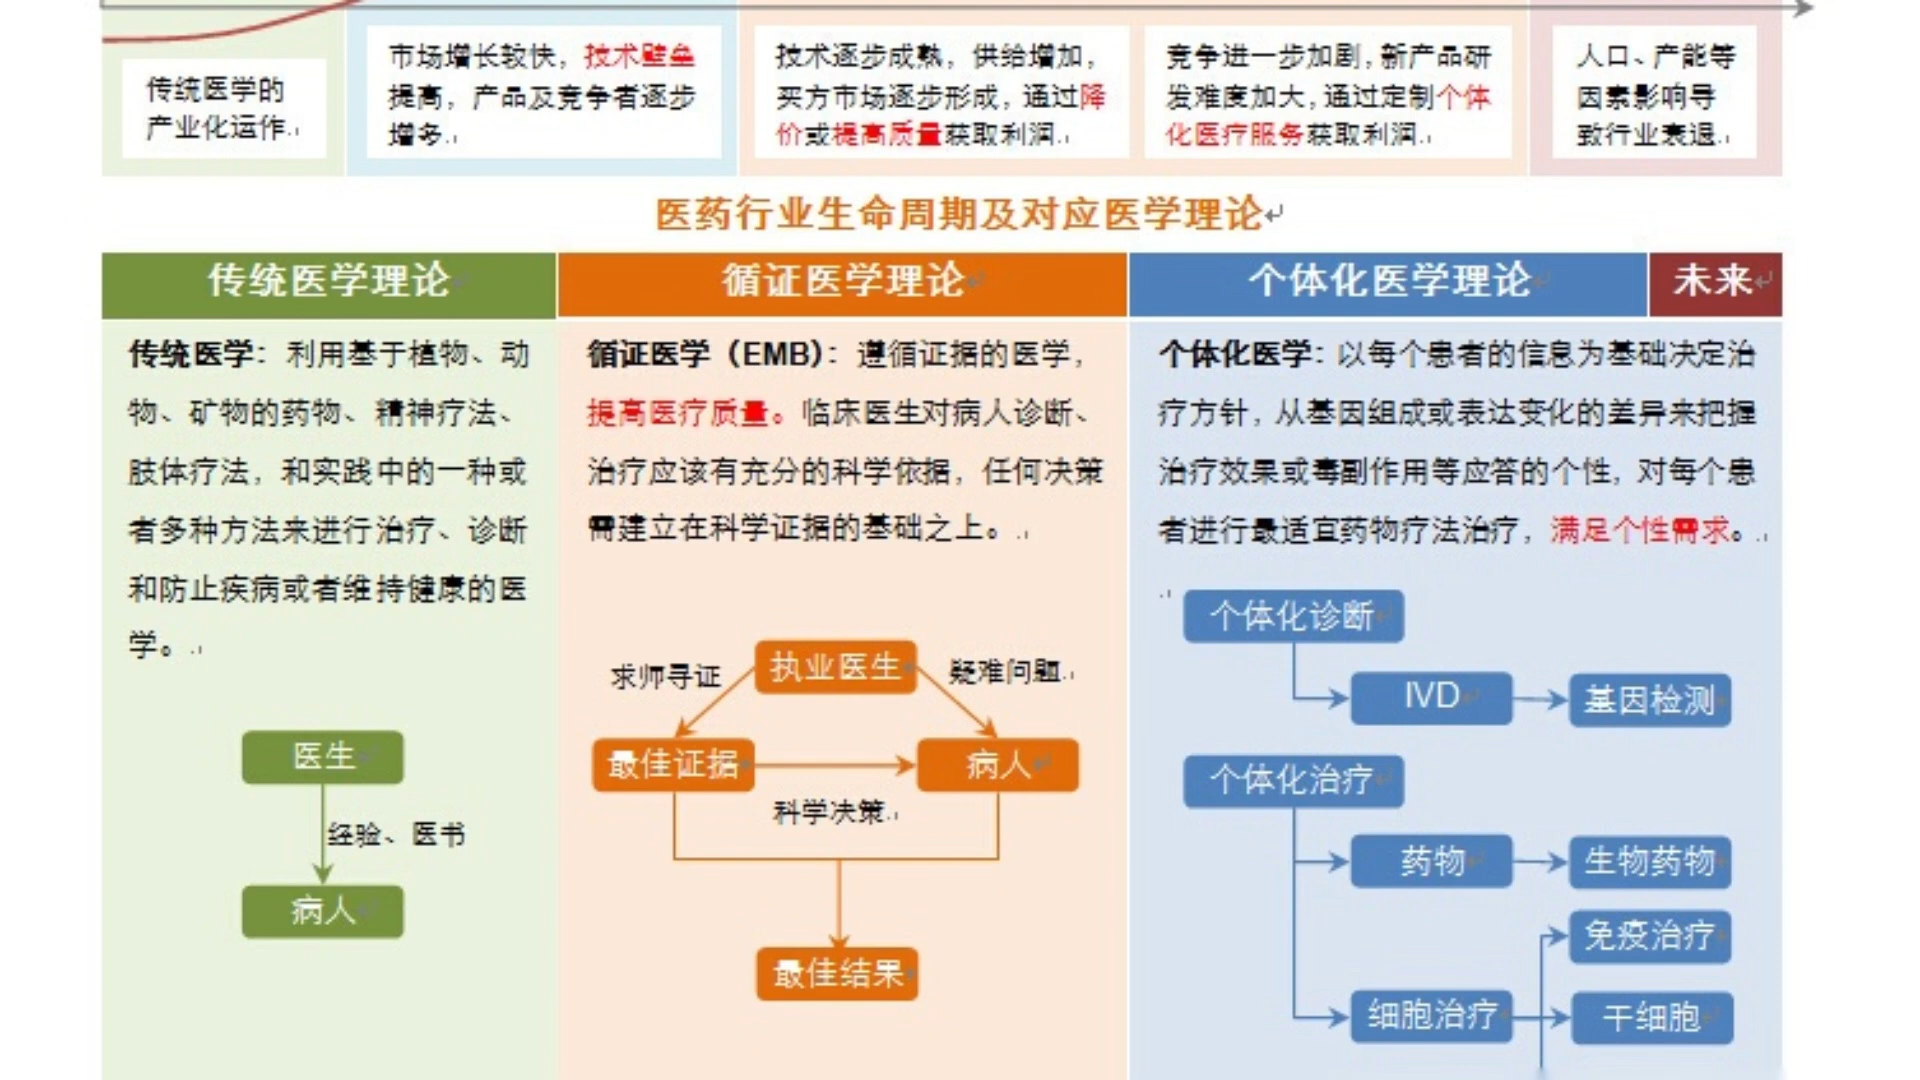 传统医学的
产业化运作
市场增长较快，技术壁垒
提高，产品及竞争者逐步
增多
技术逐步成熟，供给增加，
买方市场逐步形成，通过降
价或提高质量获取利润
竞争进一步加剧，新产品研
发难度加大，通过定制个体
化医疗服务获取利润
人口、产能等
因素影响导
致行业衰退
医药行业生命周期及对应医学理论
传统医学理论
循证医学理论
个体化医学理论
未来
传统医学：利用基于植物、动
物、矿物的药物、精神疗法、
肢体疗法，和实践中的一种或
者多种方法来进行治疗、诊断
和防止疾病或者维持健康的医
学。
医生
经验、医书
病人
循证医学（EMB）：遵循证据的医学，
提高医疗质量。临床医生对病人诊断、
治疗应该有充分的科学依据，任何决策
需建立在科学证据的基础之上。
执业医生
求师寻证
疑难问题
最佳证据
病人
科学决策
最佳结果
个体化医学：以每个患者的信息为基础决定治
疗方针，从基因组成或表达变化的差异来把握
治疗效果或毒副作用等应答的个性，对每个患
者进行最适宜药物疗法治疗，满足个性需求。
个体化诊断
IVD
基因检测
个体化治疗
药物
生物药物
免疫治疗
细胞治疗
干细胞